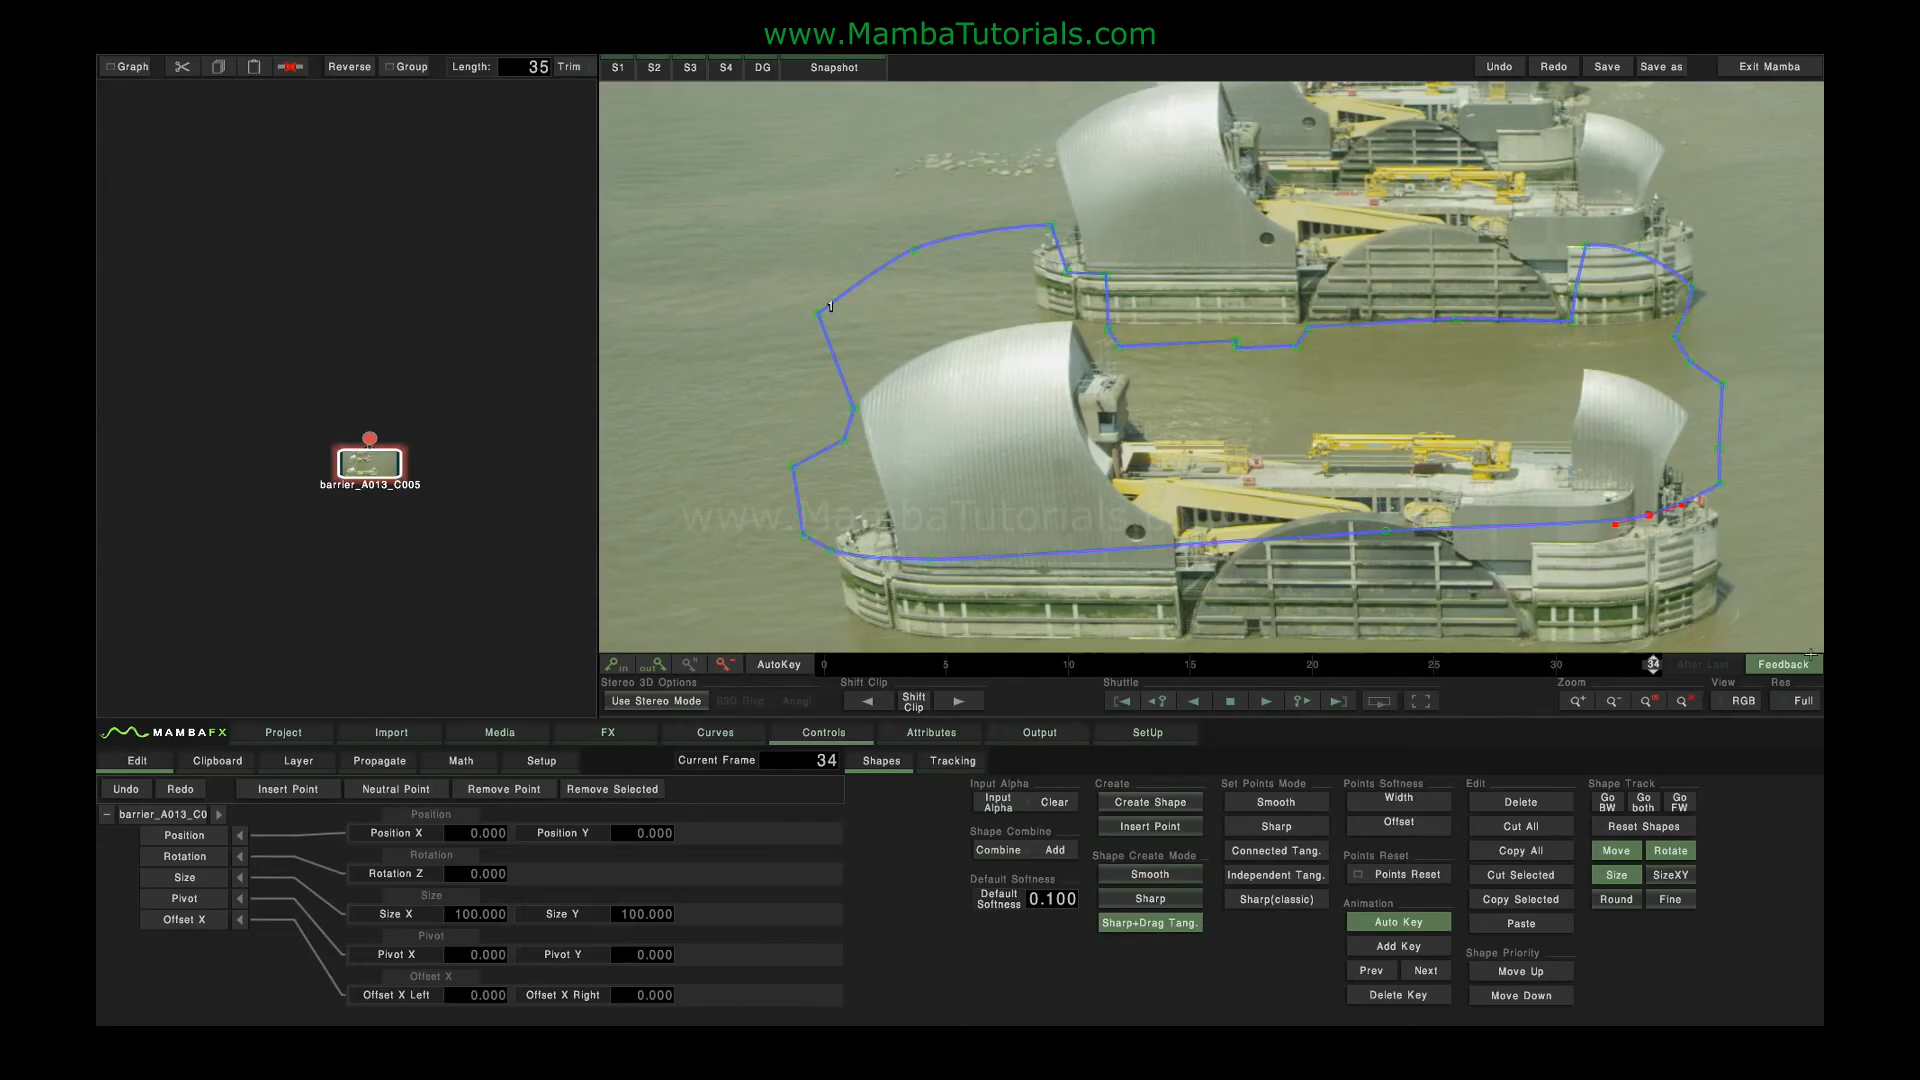 www.MambaTutorials.com
Graph Reverse Group Length: 35 Trim S1 S2 S3 S4 DG Snapshot Undo Redo Save Save as Exit Mamba
1
barrier_A013_C005
www.MambaTutorials.com
in out N AutoKey 0 5 10 15 20 25 30 34 After Last Feedback
Stereo 3D Options Shift Clip Shuttle Zoom View Res
Use Stereo Mode S3D Disp Anagl Shift Clip RGB Full
MAMBAFX Project Import Media FX Curves Controls Attributes Output SetUp
Edit Clipboard Layer Propagate Math Setup Current Frame 34 Shapes Tracking
Undo Redo Insert Point Neutral Point Remove Point Remove Selected
barrier_A013_C0
Position
Position Position X 0.000 Position Y 0.000
Rotation
Rotation Rotation Z 0.000
Size
Size Size X 100.000 Size Y 100.000
Pivot
Pivot Pivot X 0.000 Pivot Y 0.000
Offset X
Offset X Offset X Left 0.000 Offset X Right 0.000
Input Alpha
Input Alpha Clear
Shape Combine
Combine Add
Default Softness
Default Softness 0.100
Create
Create Shape
Insert Point
Shape Create Mode
Smooth
Sharp
Sharp+Drag Tang.
Set Points Mode
Smooth
Sharp
Connected Tang.
Independent Tang.
Sharp(classic)
Points Softness
Width
Offset
Points Reset
Points Reset
Animation
Auto Key
Add Key
Prev Next
Delete Key
Edit
Delete
Cut All
Copy All
Cut Selected
Copy Selected
Paste
Shape Priority
Move Up
Move Down
Shape Track
Go BW Go both Go FW
Reset Shapes
Move Rotate
Size SizeXY
Round Fine